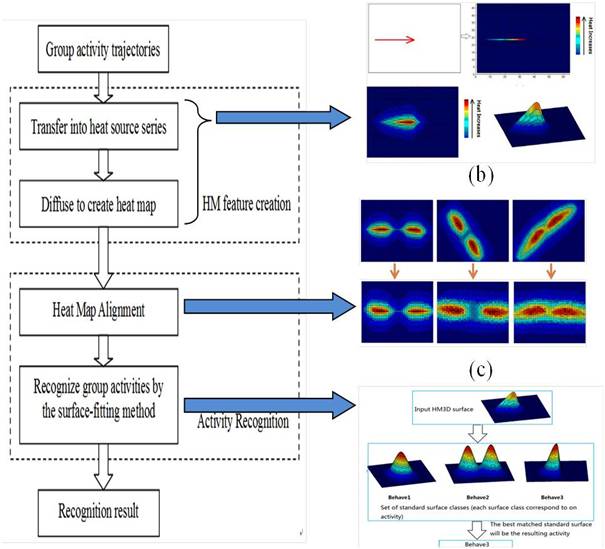 Group activity trajectories
Transfer into heat source series
Diffuse to create heat map
HM feature creation
Heat Map Alignment
Recognize group activities by
the surface-fitting method
Activity Recognition
Recognition result
Heat Increases
Heat Increases
(b)
(c)
Input HM3D surface
Behave1
Behave2
Behave3
Set of standard surface classes (each surface class correspond to on
activity)
The best matched standard surface
will be the resulting activity
Behave3